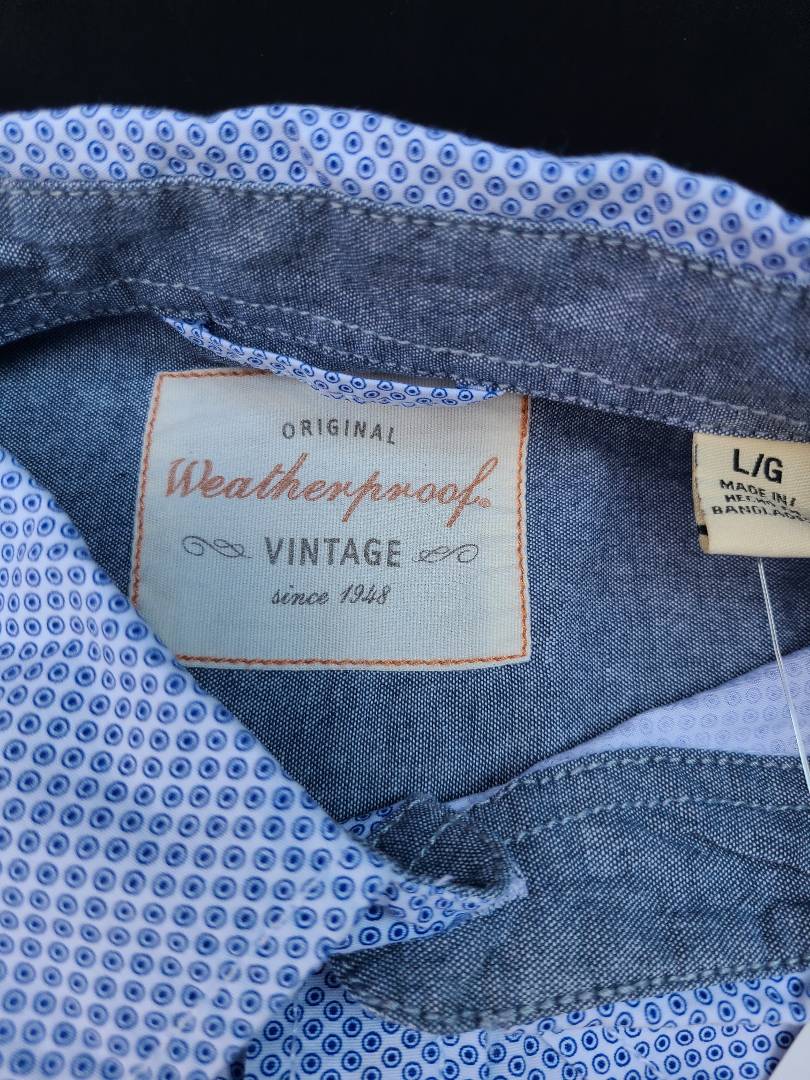 ORIGINAL
Weatherproof®
VINTAGE
since 1948
L/G
MADE IN